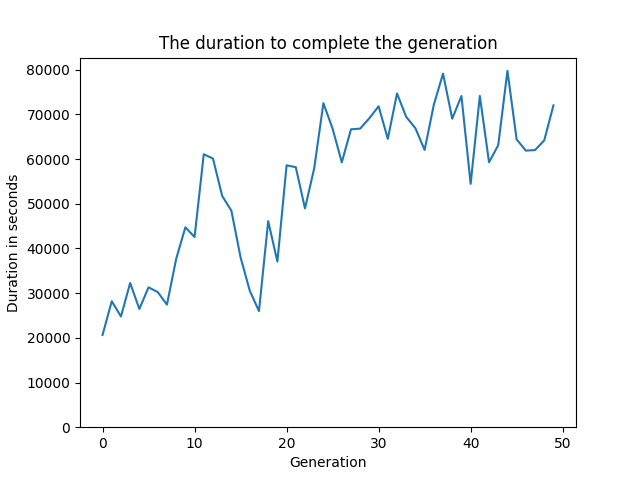 The duration to complete the generation
80000
70000
60000
50000
40000
30000
20000
10000
0
Duration in seconds
0 10 20 30 40 50
Generation